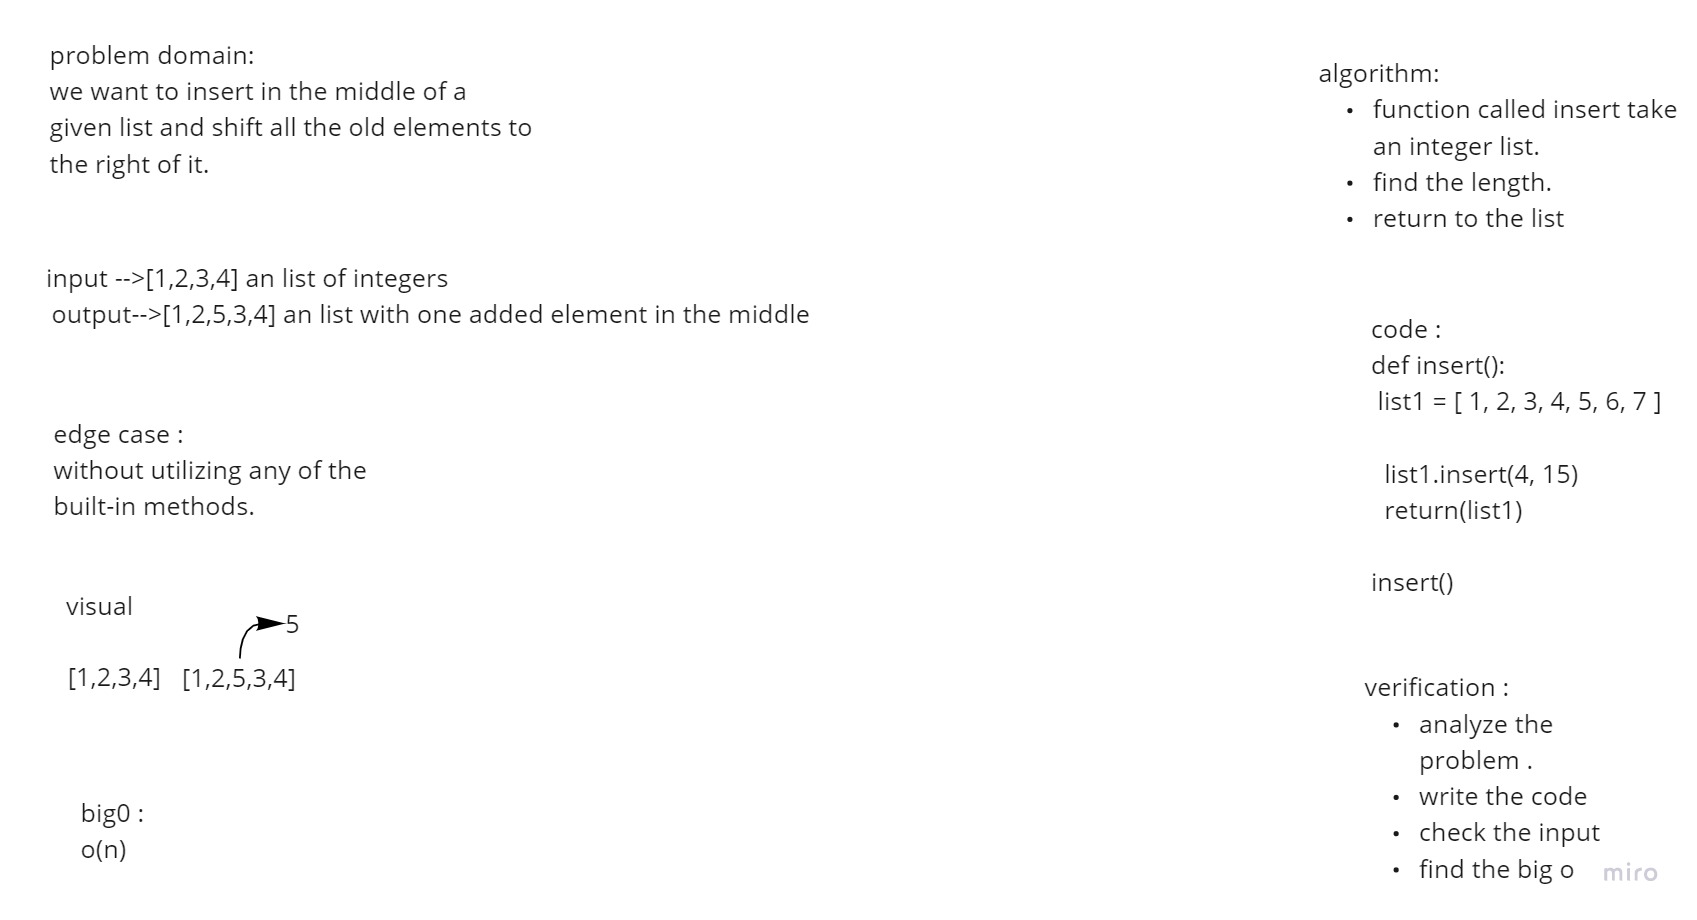 problem domain:
we want to insert in the middle of a
given list and shift all the old elements to
the right of it.
input -->[1,2,3,4] an list of integers
output-->[1,2,5,3,4] an list with one added element in the middle
edge case :
without utilizing any of the
built-in methods.
visual
5
[1,2,3,4] [1,2,5,3,4]
big0 :
o(n)
algorithm:
• function called insert take
an integer list.
• find the length.
• return to the list
code :
def insert():
list1 = [ 1, 2, 3, 4, 5, 6, 7 ]
list1.insert(4, 15)
return(list1)
insert()
verification :
• analyze the
problem .
• write the code
• check the input
• find the big o
miro